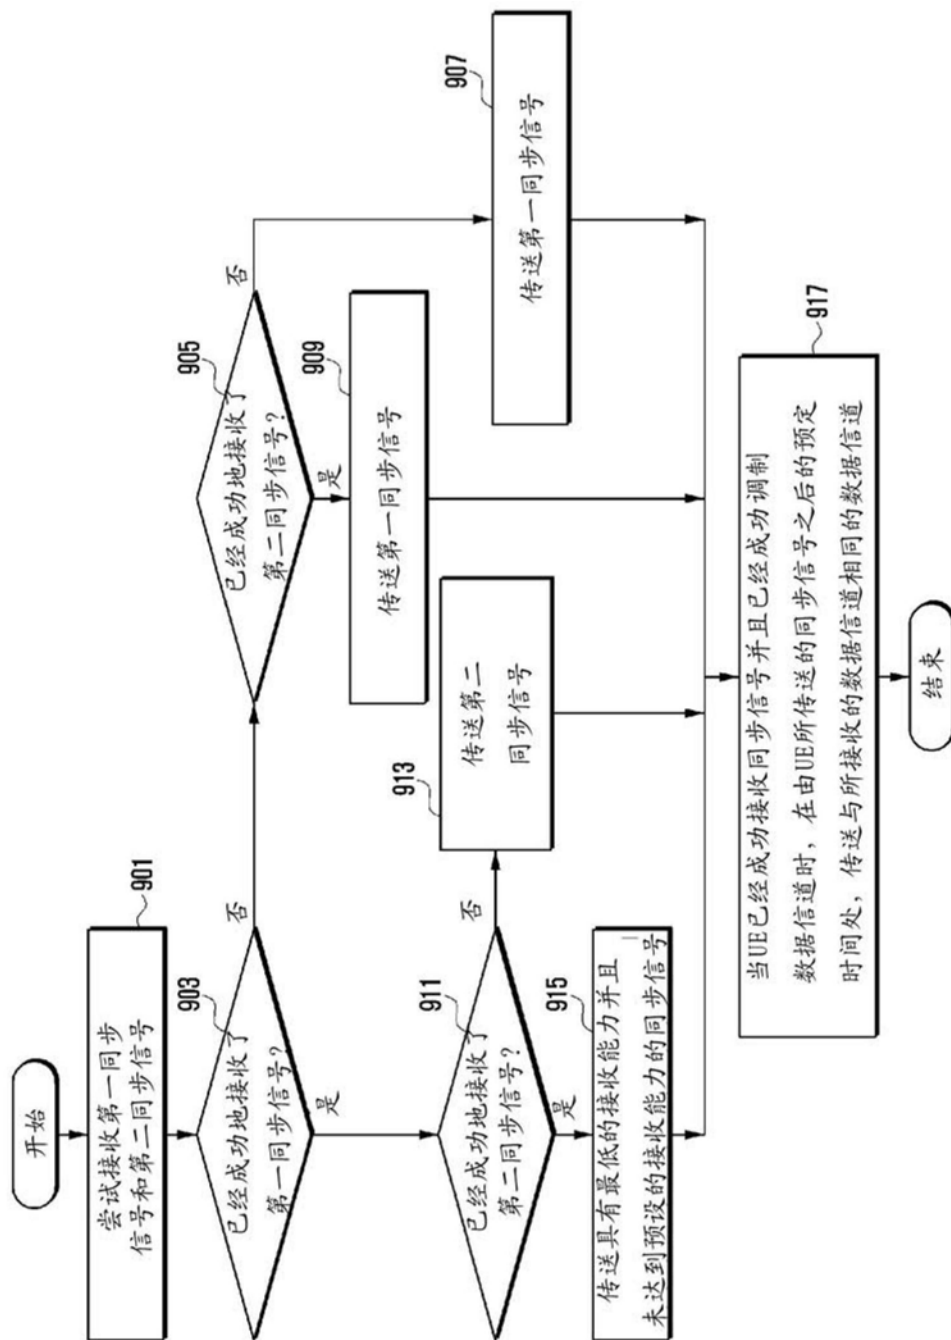 开始
901
尝试接收第一同步
信号和第二同步信号
903
已经成功地接收了
第一同步信号?
否
是
905
已经成功地接收了
第二同步信号?
否
是
907
传送第一同步信号
909
传送第一同步信号
911
已经成功地接收了
第二同步信号?
否
是
913
传送第二
同步信号
915
传送具有最低的接收能力并且
未达到预设的接收能力的同步信号
917
当UE已经成功接收同步信号并且已经成功调制
数据信道时, 在由UE所传送的同步信号之后的预定
时间处, 传送与所接收的数据信道相同的数据信道
结束